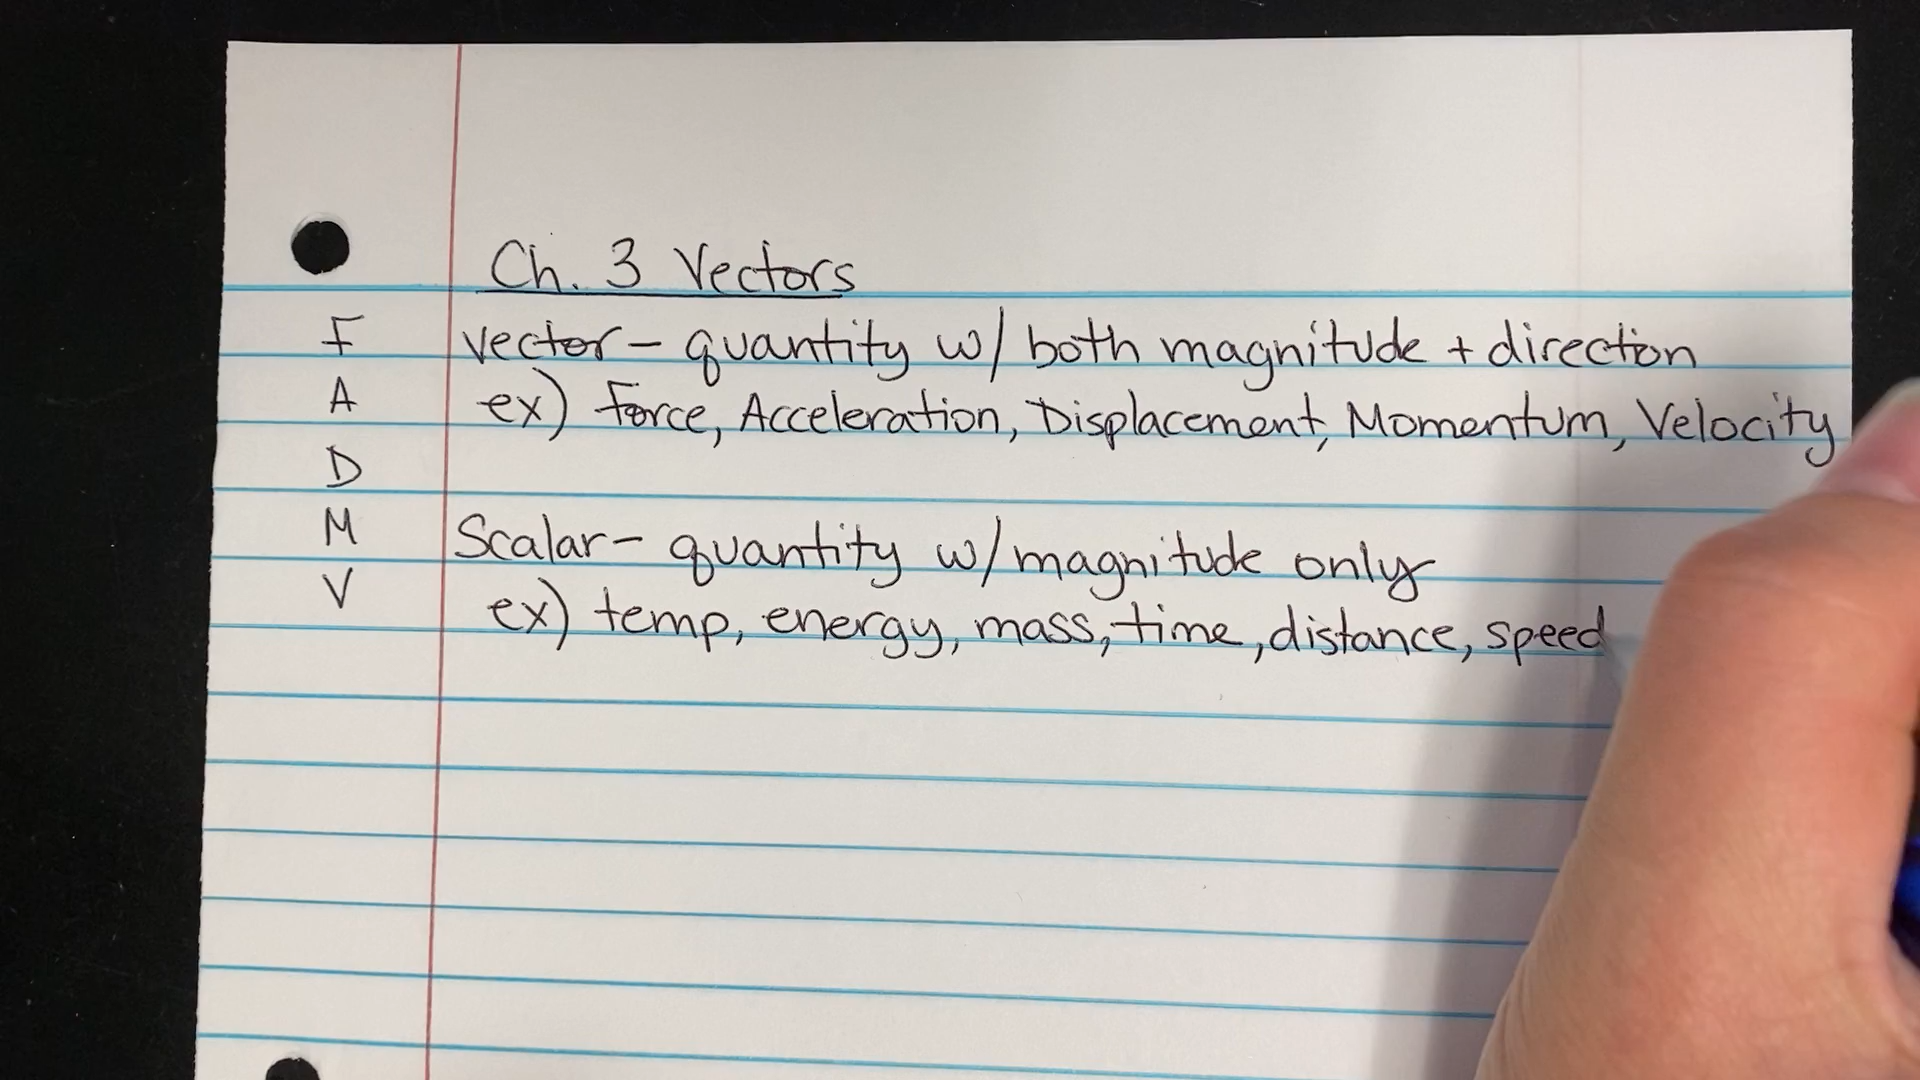 Ch. 3 Vectors
F
vector - quantity w/ both magnitude + direction
A
ex) Force, Acceleration, Displacement, Momentum, Velocity
D
M
Scalar - quantity w/ magnitude only
V
ex) temp, energy, mass, time, distance, speed